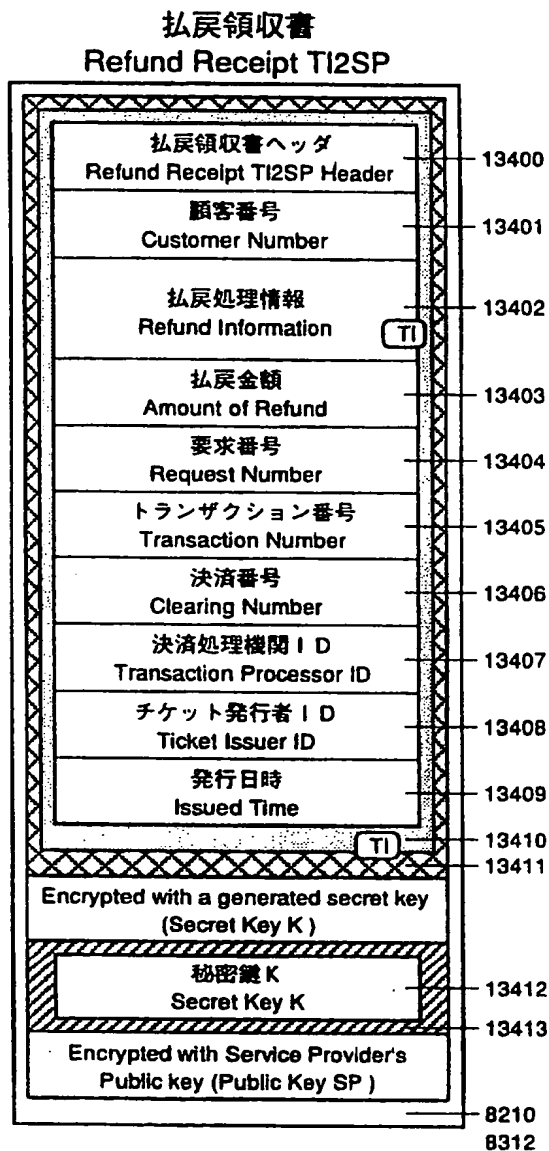 払戻領収書
Refund Receipt TI2SP
払戻領収書ヘッダ
Refund Receipt TI2SP Header
13400
顧客番号
Customer Number
13401
払戻処理情報
Refund Information
13402
TI
払戻金額
Amount of Refund
13403
要求番号
Request Number
13404
トランザクション番号
Transaction Number
13405
決済番号
Clearing Number
13406
決済処理機関ID
Transaction Processor ID
13407
チケット発行者ID
Ticket Issuer ID
13408
発行日時
Issued Time
13409
13410
TI
13411
Encrypted with a generated secret key
(Secret Key K )
秘密鍵K
Secret Key K
13412
13413
Encrypted with Service Provider's
Public key (Public Key SP )
8210
8312